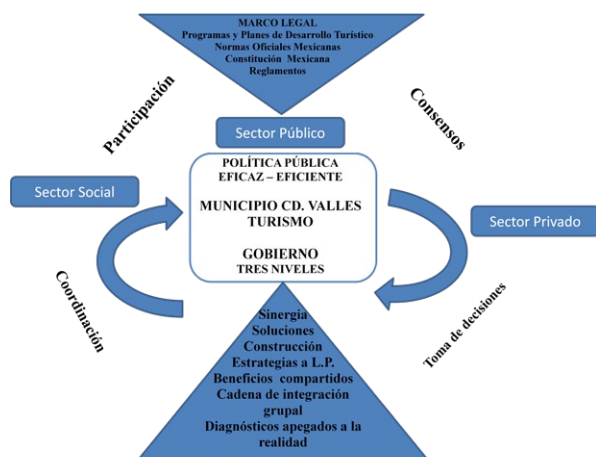 MARCO LEGAL
Programas y Planes de Desarrollo Turístico
Normas Oficiales Mexicanas
Constitución Mexicana
Reglamentos
Participación
Consensos
Sector Público
Sector Social
POLÍTICA PÚBLICA
EFICAZ – EFICIENTE
MUNICIPIO CD. VALLES
TURISMO
GOBIERNO
TRES NIVELES
Sector Privado
Coordinación
Toma de decisiones
Sinergia
Soluciones
Construcción
Estrategias a L.P.
Beneficios compartidos
Cadena de integración
grupal
Diagnósticos apegados a la
realidad